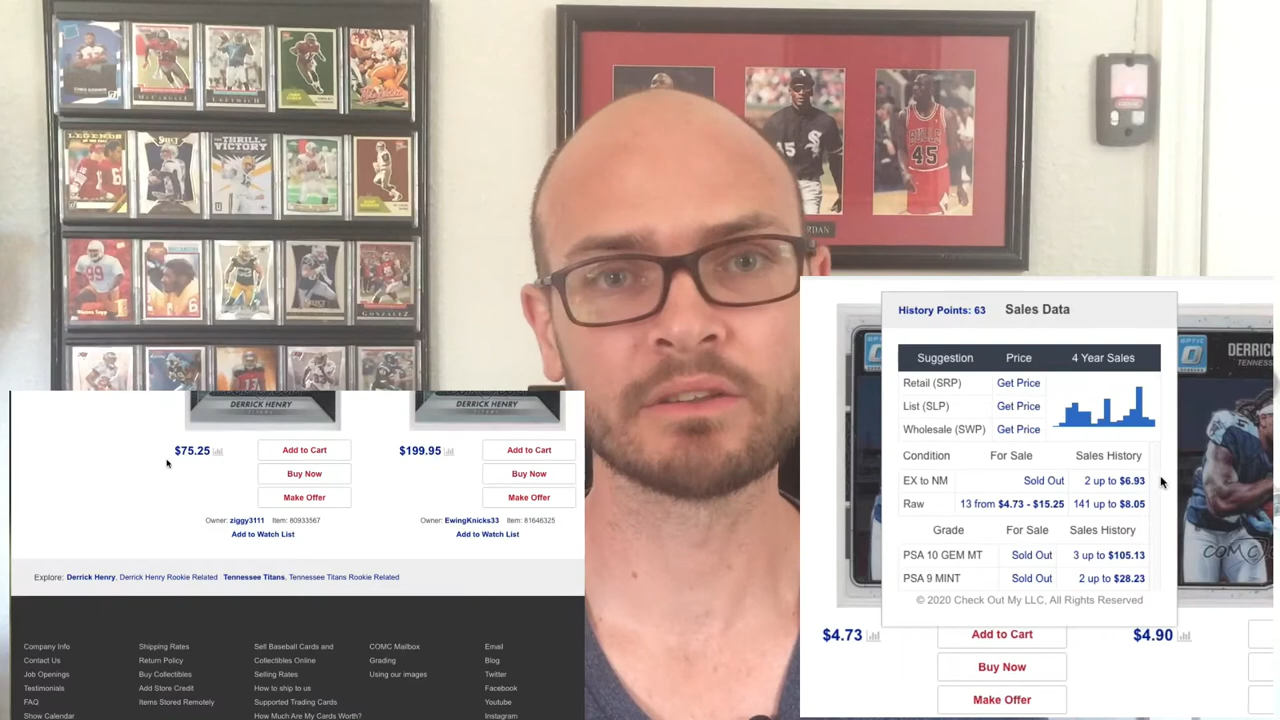 LEGENDS
SELECT
THE
THRILL
VICTORY
99
45
45
DERRICK HENRY
DERRICK HENRY
$75.25
Add to Cart
$199.95
Add to Cart
Buy Now
Buy Now
Make Offer
Make Offer
Owner: ziggy3111 Item: 80933567
Owner: EwingKnicks33 Item: 81646325
Add to Watch List
Add to Watch List
Explore: Derrick Henry, Derrick Henry Rookie Related Tennessee Titans, Tennessee Titans Rookie Related
Company Info
Contact Us
Job Openings
Testimonials
FAQ
Show Calendar
Shipping Rates
Return Policy
Buy Collectibles
Add Store Credit
Items Stored Remotely
Sell Baseball Cards and
Collectibles Online
Selling Rates
How to ship to us
Supported Trading Cards
How Much Are My Cards Worth?
COMC Mailbox
Grading
Using our images
Email
Blog
Twitter
Facebook
Youtube
Instagram
History Points: 63 Sales Data
Suggestion Price 4 Year Sales
Retail (SRP) Get Price
List (SLP) Get Price
Wholesale (SWP) Get Price
Condition For Sale Sales History
EX to NM Sold Out 2 up to $6.93
Raw 13 from $4.73 - $15.25 141 up to $8.05
Grade For Sale Sales History
PSA 10 GEM MT Sold Out 3 up to $105.13
PSA 9 MINT Sold Out 2 up to $28.23
© 2020 Check Out My LLC, All Rights Reserved
OPTIC
DERRIC
TENNESS
COMC
$4.73
Add to Cart
$4.90
Buy Now
Make Offer